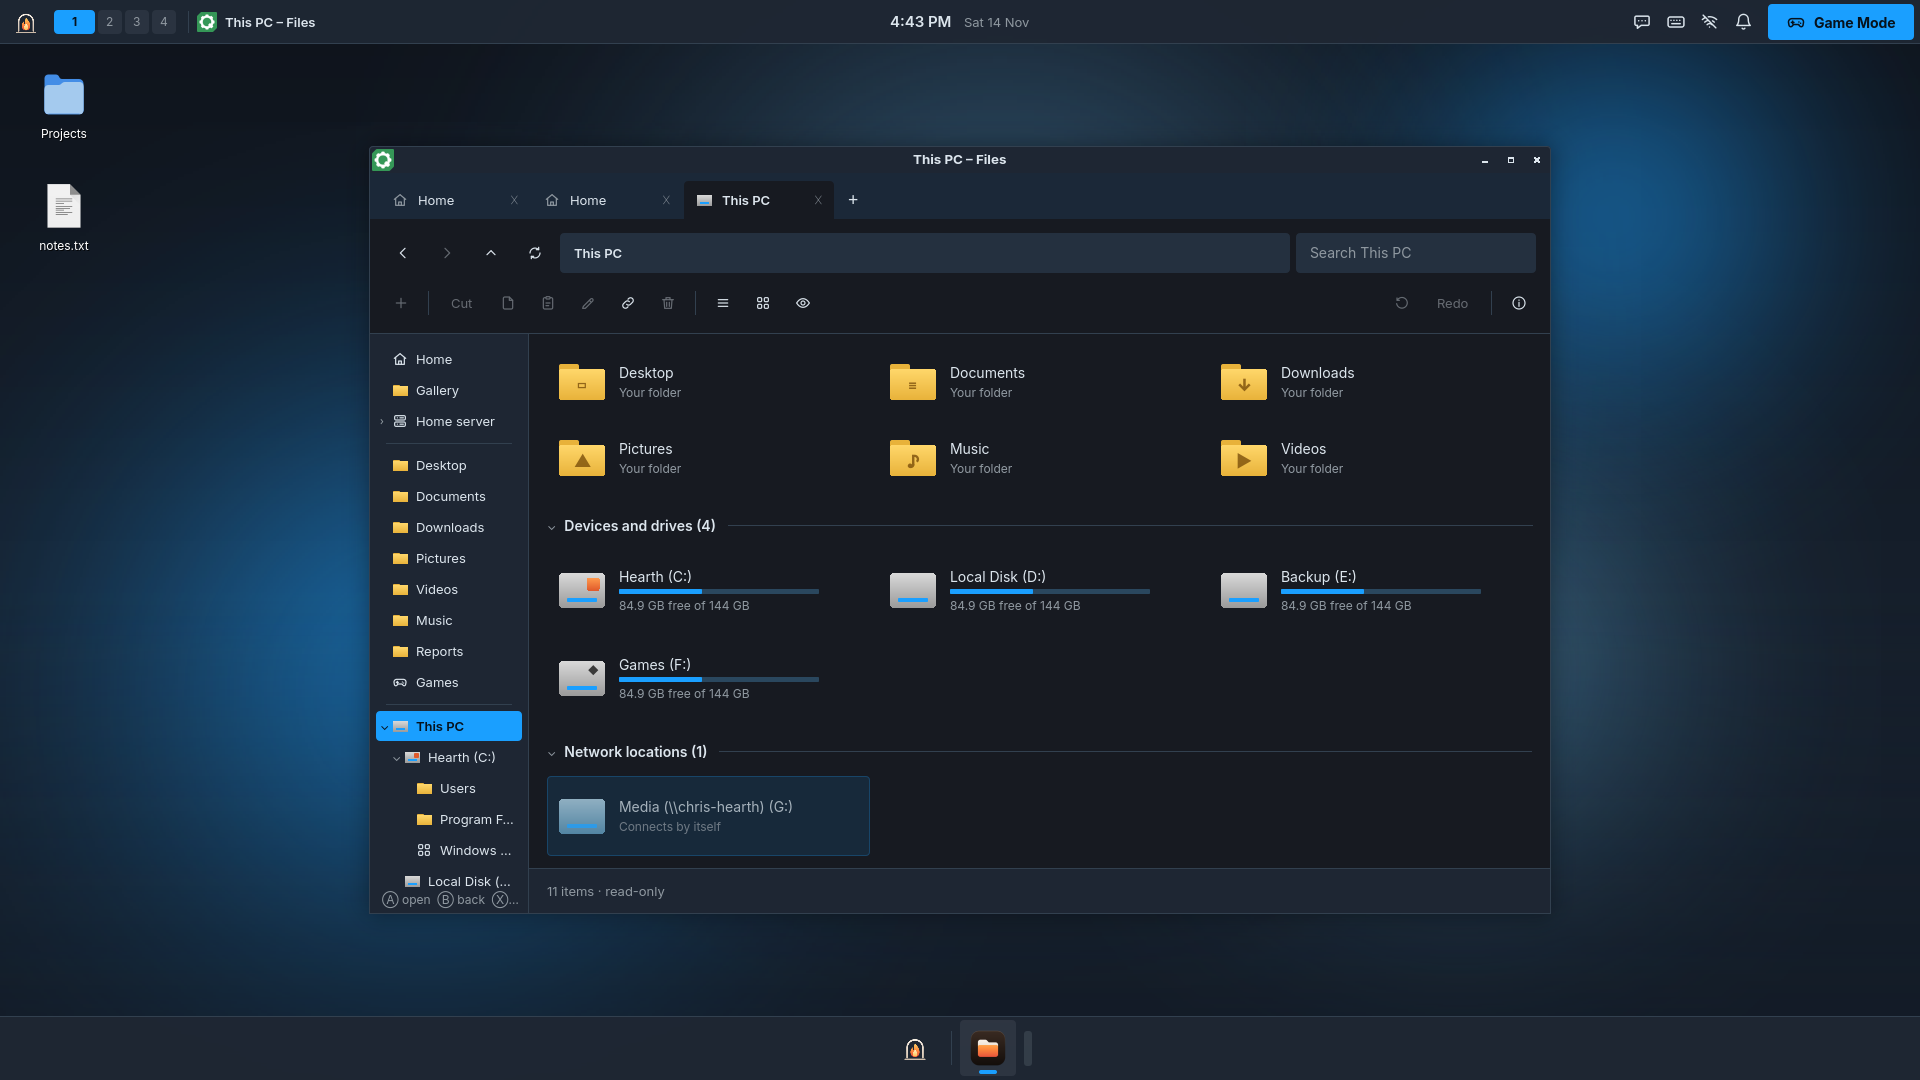 1 2 3 4 This PC – Files
4:43 PM Sat 14 Nov
Game Mode
Projects
notes.txt
This PC – Files
Home X Home X This PC X +
This PC
Search This PC
Cut
Redo
Home
Gallery
Home server
Desktop
Documents
Downloads
Pictures
Videos
Music
Reports
Games
This PC
Hearth (C:)
Users
Program F...
Windows ...
Local Disk (...
A open B back X...
Desktop
Your folder
Documents
Your folder
Downloads
Your folder
Pictures
Your folder
Music
Your folder
Videos
Your folder
Devices and drives (4)
Hearth (C:)
84.9 GB free of 144 GB
Local Disk (D:)
84.9 GB free of 144 GB
Backup (E:)
84.9 GB free of 144 GB
Games (F:)
84.9 GB free of 144 GB
Network locations (1)
Media (\\chris-hearth) (G:)
Connects by itself
11 items · read-only